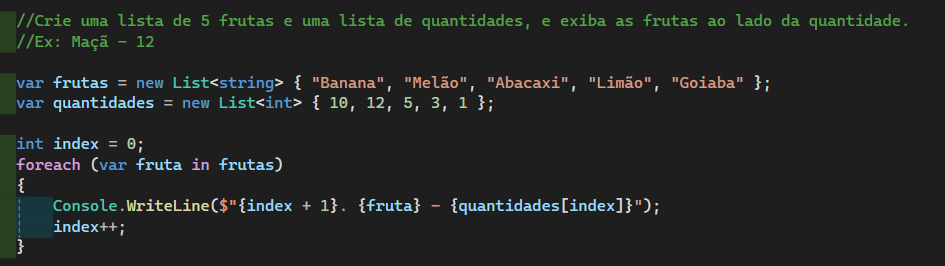 //Crie uma lista de 5 frutas e uma lista de quantidades, e exiba as frutas ao lado da quantidade.
//Ex: Maçã - 12
var frutas = new List<string> { "Banana", "Melão", "Abacaxi", "Limão", "Goiaba" };
var quantidades = new List<int> { 10, 12, 5, 3, 1 };
int index = 0;
foreach (var fruta in frutas)
{
    Console.WriteLine($"{index + 1}. {fruta} - {quantidades[index]}");
    index++;
}